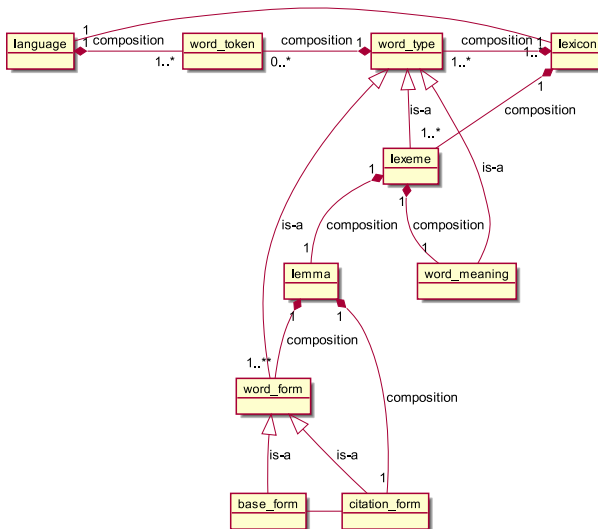 1
language
1
composition
1..*
word_token
0..*
composition
1
word_type
1..*
composition
1
1..
lexicon
1
composition
is-a
1..*
lexeme
1
1
is-a
composition
composition
is-a
1
1
lemma
word_meaning
1
1
composition
1..**
word_form
composition
is-a
is-a
1
base_form
citation_form